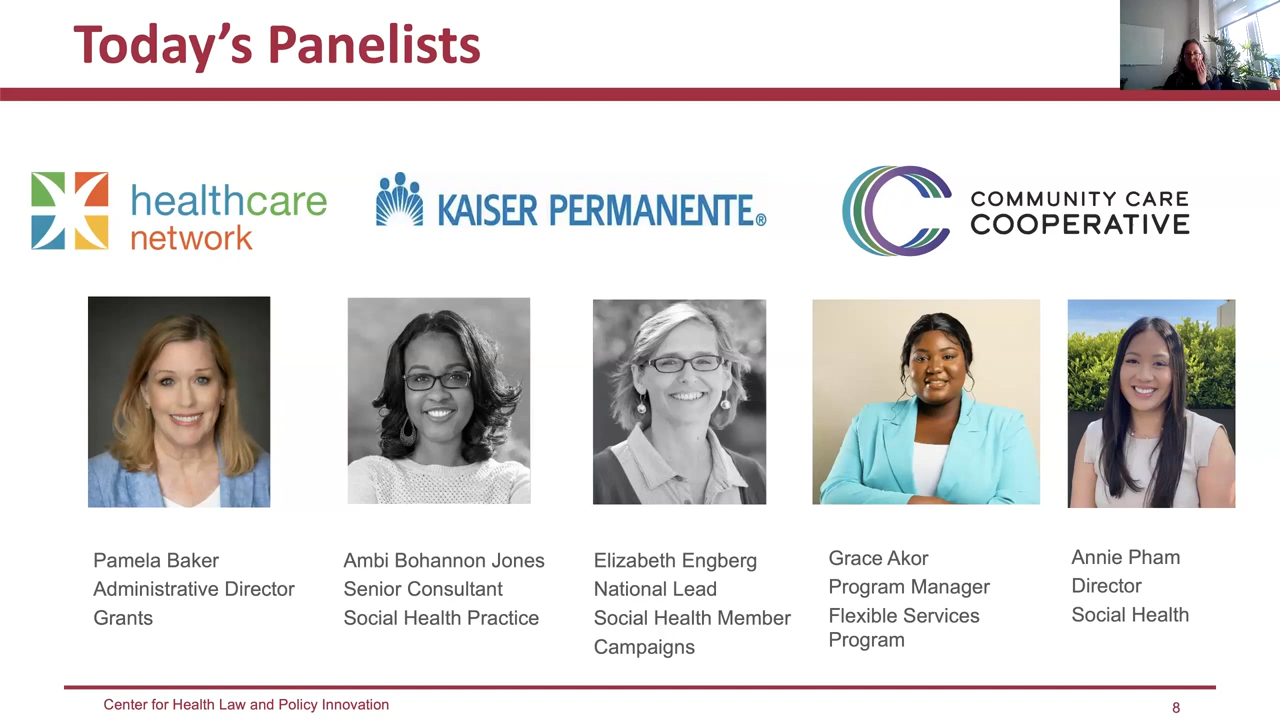 Today's Panelists
healthcare
network
KAISER PERMANENTE®
COMMUNITY CARE
COOPERATIVE
Pamela Baker
Administrative Director
Grants
Ambi Bohannon Jones
Senior Consultant
Social Health Practice
Elizabeth Engberg
National Lead
Social Health Member
Campaigns
Grace Akor
Program Manager
Flexible Services
Program
Annie Pham
Director
Social Health
Center for Health Law and Policy Innovation
8